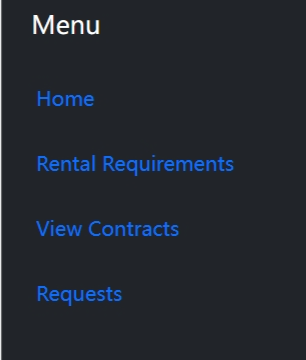 Menu
Home
Rental Requirements
View Contracts
Requests